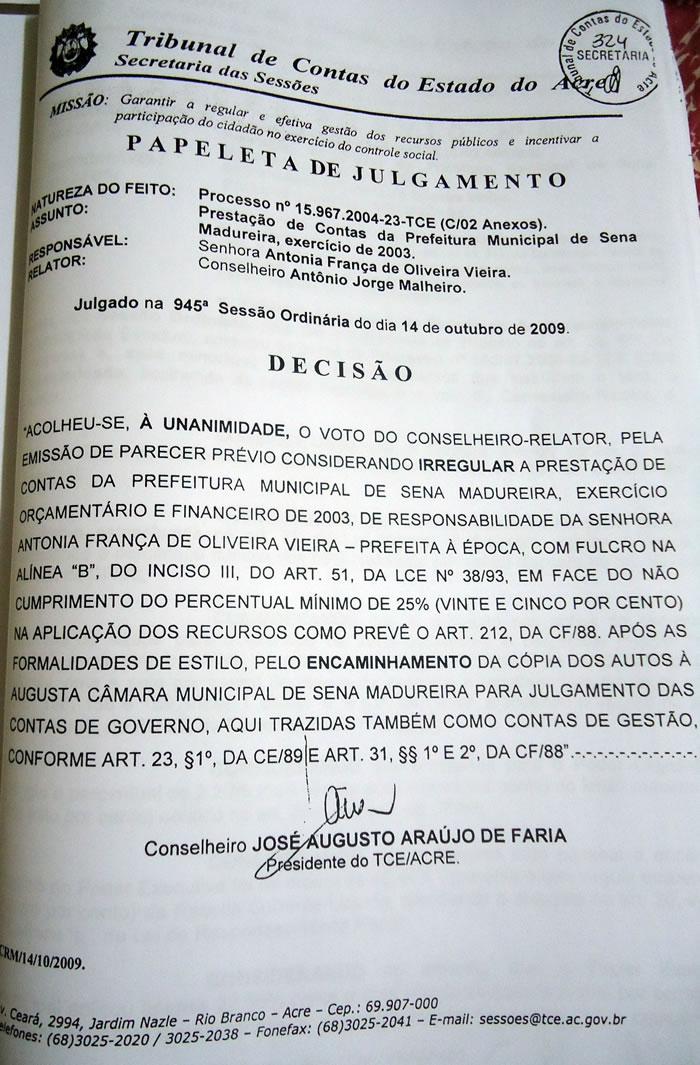 Tribunal de Contas do Estado do Acre
Secretaria das Sessões
Tribunal de Contas do Estado
324
SECRETARIA
Acre
MISSÃO: Garantir a regular e efetiva gestão dos recursos públicos e incentivar a
participação do cidadão no exercício do controle social.
PAPELETA DE JULGAMENTO
NATUREZA DO FEITO: Processo nº 15.967.2004-23-TCE (C/02 Anexos).
ASSUNTO: Prestação de Contas da Prefeitura Municipal de Sena
Madureira, exercício de 2003.
RESPONSÁVEL: Senhora Antonia França de Oliveira Vieira.
RELATOR: Conselheiro Antônio Jorge Malheiro.
Julgado na 945ª Sessão Ordinária do dia 14 de outubro de 2009.
DECISÃO
"ACOLHEU-SE, À UNANIMIDADE, O VOTO DO CONSELHEIRO-RELATOR, PELA
EMISSÃO DE PARECER PRÉVIO CONSIDERANDO IRREGULAR A PRESTAÇÃO DE
CONTAS DA PREFEITURA MUNICIPAL DE SENA MADUREIRA, EXERCÍCIO
ORÇAMENTÁRIO E FINANCEIRO DE 2003, DE RESPONSABILIDADE DA SENHORA
ANTONIA FRANÇA DE OLIVEIRA VIEIRA – PREFEITA À ÉPOCA, COM FULCRO NA
ALÍNEA "B", DO INCISO III, DO ART. 51, DA LCE Nº 38/93, EM FACE DO NÃO
CUMPRIMENTO DO PERCENTUAL MÍNIMO DE 25% (VINTE E CINCO POR CENTO)
NA APLICAÇÃO DOS RECURSOS COMO PREVÊ O ART. 212, DA CF/88. APÓS AS
FORMALIDADES DE ESTILO, PELO ENCAMINHAMENTO DA CÓPIA DOS AUTOS À
AUGUSTA CÂMARA MUNICIPAL DE SENA MADUREIRA PARA JULGAMENTO DAS
CONTAS DE GOVERNO, AQUI TRAZIDAS TAMBÉM COMO CONTAS DE GESTÃO,
CONFORME ART. 23, §1º, DA CE/89 E ART. 31, §§ 1º E 2º, DA CF/88".-.-.-.-.-.-.-.-.-.-.-.
Conselheiro JOSÉ AUGUSTO ARAÚJO DE FARIA
Presidente do TCE/ACRE.
CRM/14/10/2009.
v. Ceará, 2994, Jardim Nazle – Rio Branco – Acre – Cep.: 69.907-000
elefones: (68)3025-2020 / 3025-2038 – Fonefax: (68)3025-2041 – E-mail: sessoes@tce.ac.gov.br